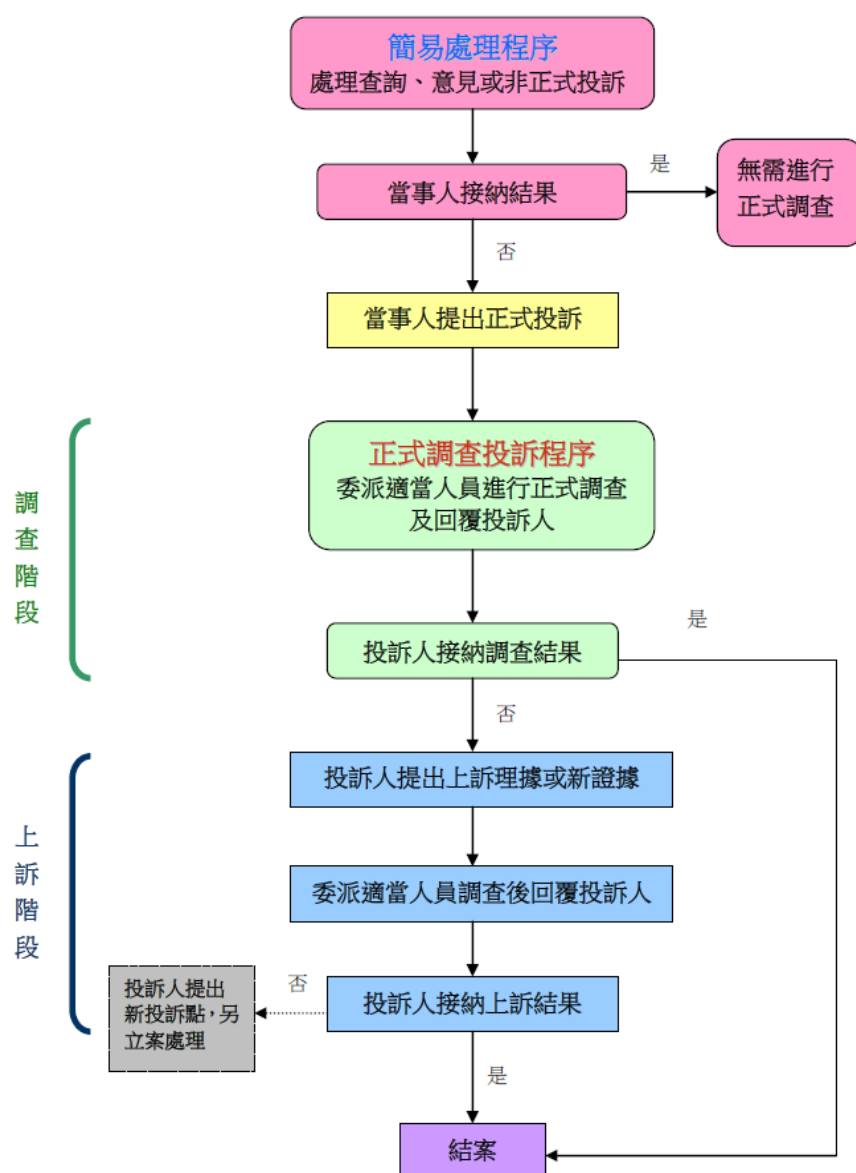 簡易處理程序
處理查詢、意見或非正式投訴
當事人接納結果
是
無需進行
正式調查
否
當事人提出正式投訴
調查階段
正式調查投訴程序
委派適當人員進行正式調查
及回覆投訴人
投訴人接納調查結果
是
否
上訴階段
投訴人提出上訴理據或新證據
委派適當人員調查後回覆投訴人
投訴人接納上訴結果
否
投訴人提出
新投訴點，另
立案處理
是
結案